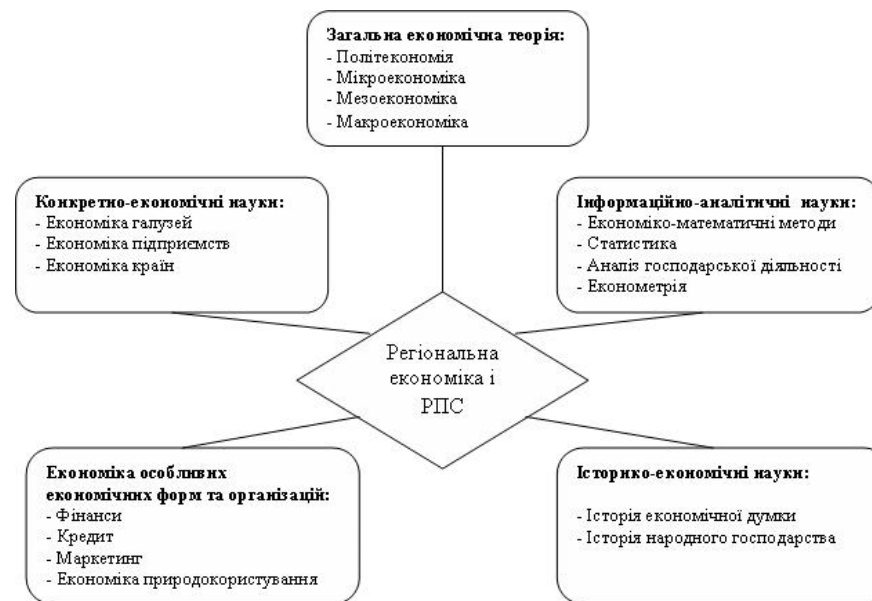 Загальна економічна теорія:
- Політекономія
- Мікроекономіка
- Мезоекономіка
- Макроекономіка
Конкретно-економічні науки:
- Економіка галузей
- Економіка підприємств
- Економіка країн
Інформаційно-аналітичні науки:
- Економіко-математичні методи
- Статистика
- Аналіз господарської діяльності
- Економетрія
Регіональна
економіка і
РПС
Економіка особливих
економічних форм та організацій:
- Фінанси
- Кредит
- Маркетинг
- Економіка природокористування
Історико-економічні науки:
- Історія економічної думки
- Історія народного господарства